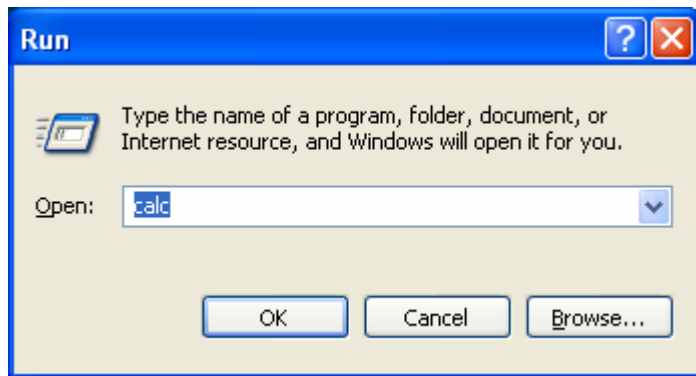 Run
Type the name of a program, folder, document, or
Internet resource, and Windows will open it for you.
Open: calc
OK Cancel Browse...